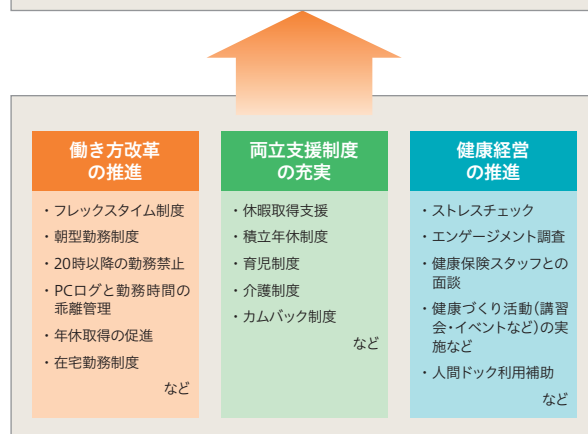 働き方改革
の推進
・フレックスタイム制度
・朝型勤務制度
・20時以降の勤務禁止
・PCログと勤務時間の
乖離管理
・年休取得の促進
・在宅勤務制度
など
両立支援制度
の充実
・休暇取得支援
・積立年休制度
・育児制度
・介護制度
・カムバック制度
など
健康経営
の推進
・ストレスチェック
・エンゲージメント調査
・健康保険スタッフとの
面談
・健康づくり活動(講習
会・イベントなど)の実
施など
・人間ドック利用補助
など